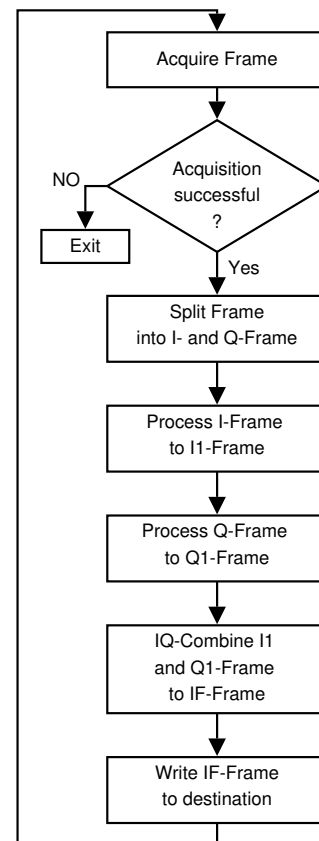 Acquire Frame
Acquisition
successful
?
NO
Exit
Yes
Split Frame
into I- and Q-Frame
Process I-Frame
to I1-Frame
Process Q-Frame
to Q1-Frame
IQ-Combine I1
and Q1-Frame
to IF-Frame
Write IF-Frame
to destination